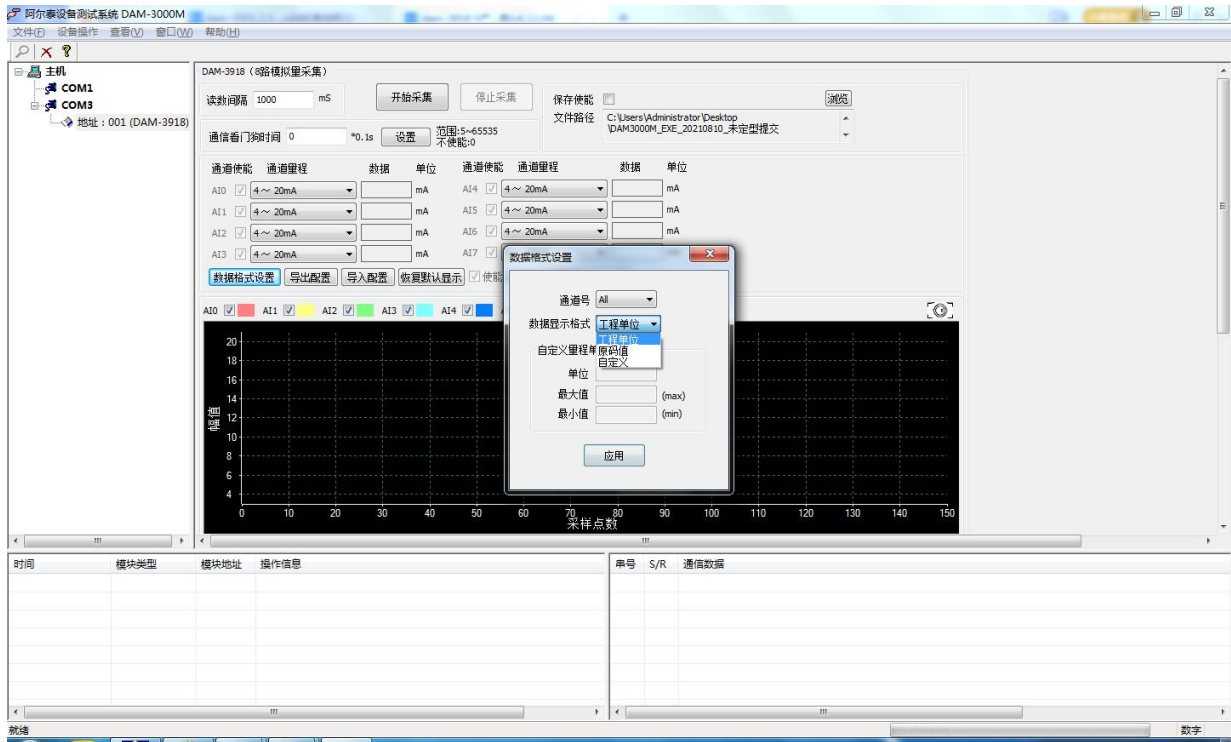 阿尔泰设备测试系统 DAM-3000M
文件(F) 设备操作 查看(V) 窗口(W) 帮助(H)
主机
COM1
COM3
地址：001 (DAM-3918)
DAM-3918（8路模拟量采集）
读数间隔 1000 mS 开始采集 停止采集 保存使能 浏览
文件路径 C:\Users\Administrator\Desktop
\DAM3000M_EXE_20210810_未定型提交
通信看门狗时间 0 *0.1s 设置 范围:5~65535
不使能:0
通道使能 通道里程 数据 单位 通道使能 通道里程 数据 单位
AI0 4～ 20mA mA AI4 4～ 20mA mA
AI1 4～ 20mA mA AI5 4～ 20mA mA
AI2 4～ 20mA mA AI6 4～ 20mA mA
AI3 4～ 20mA mA AI7
数据格式设置 导出配置 导入配置 恢复默认显示 使能
AI0 AI1 AI2 AI3 AI4
数据格式设置
通道号 All
数据显示格式 工程单位
工程单位
原码值
自定义
自定义里程单
单位
最大值 (max)
最小值 (min)
应用
幅值
20
18
16
14
12
10
8
6
4
0 10 20 30 40 50 60 70 80 90 100 110 120 130 140 150
采样点数
时间 模块类型 模块地址 操作信息 串号 S/R 通信数据
就绪 数字